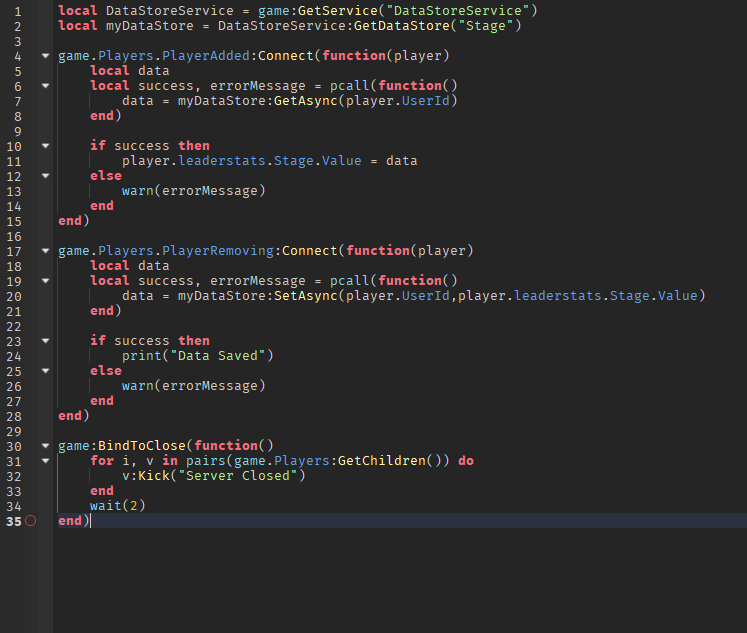 1 local DataStoreService = game:GetService("DataStoreService")
2 local myDataStore = DataStoreService:GetDataStore("Stage")
3
4 game.Players.PlayerAdded:Connect(function(player)
5     local data
6     local success, errorMessage = pcall(function()
7         data = myDataStore:GetAsync(player.UserId)
8     end)
9
10     if success then
11         player.leaderstats.Stage.Value = data
12     else
13         warn(errorMessage)
14     end
15 end)
16
17 game.Players.PlayerRemoving:Connect(function(player)
18     local data
19     local success, errorMessage = pcall(function()
20         data = myDataStore:SetAsync(player.UserId,player.leaderstats.Stage.Value)
21     end)
22
23     if success then
24         print("Data Saved")
25     else
26         warn(errorMessage)
27     end
28 end)
29
30 game:BindToClose(function()
31     for i, v in pairs(game.Players:GetChildren()) do
32         v:Kick("Server Closed")
33     end
34     wait(2)
35 end)